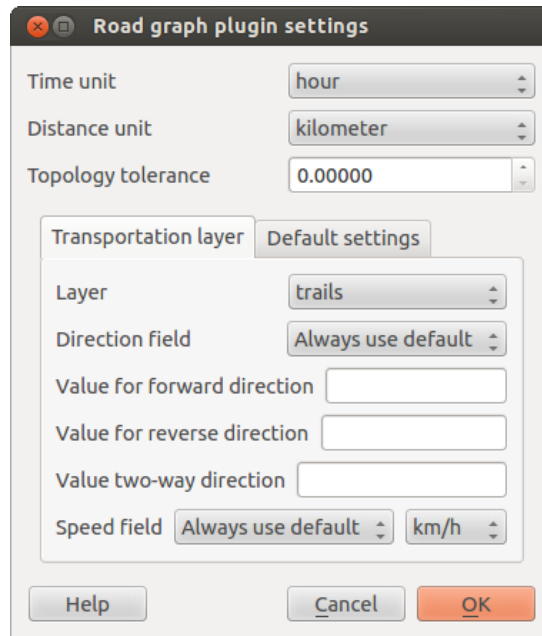 Road graph plugin settings
Time unit hour
Distance unit kilometer
Topology tolerance 0.00000
Transportation layer Default settings
Layer trails
Direction field Always use default
Value for forward direction
Value for reverse direction
Value two-way direction
Speed field Always use default km/h
Help Cancel OK